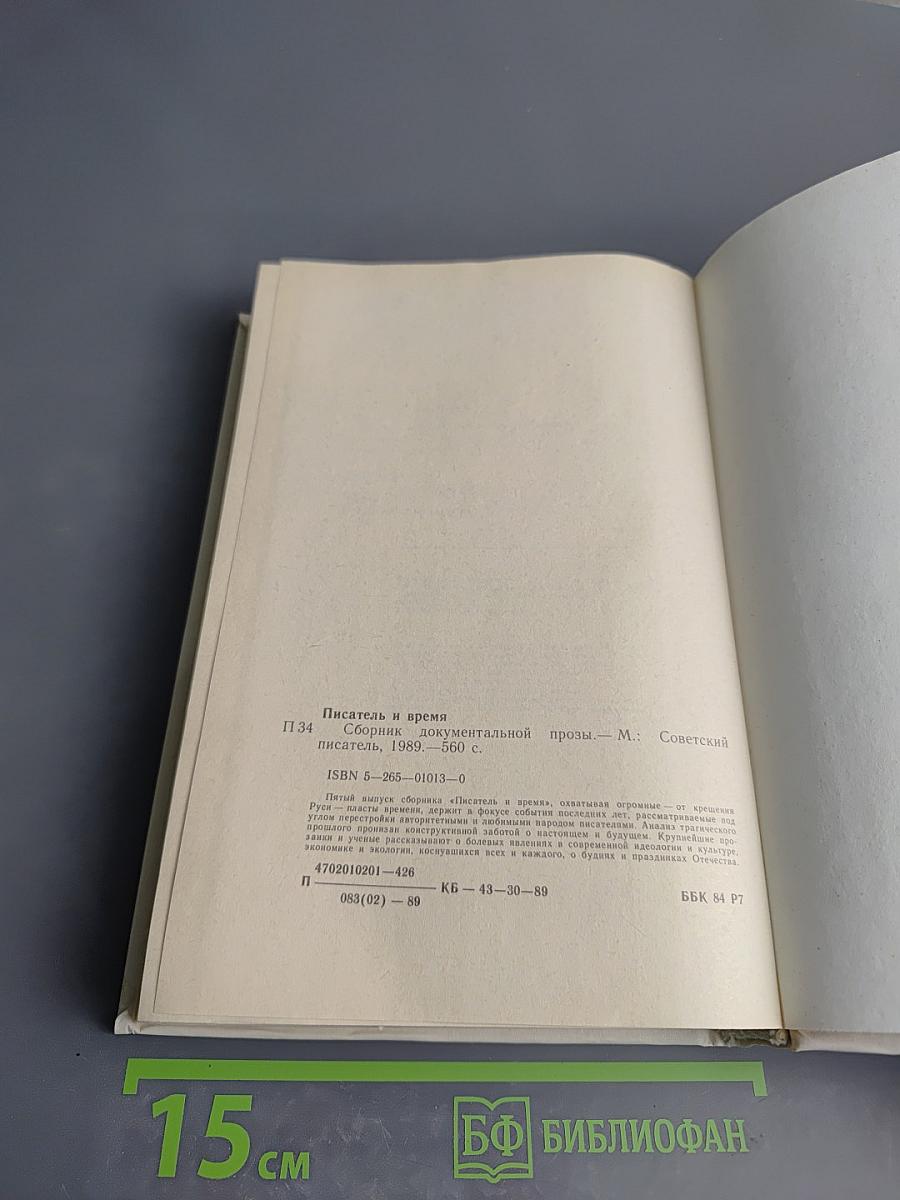 Писатель и время
П 34 Сборник документальной прозы.— М.: Советский
писатель, 1989.—560 с.
ISBN 5—265—01013—0
Пятый выпуск сборника «Писатель и время», охватывая огромные — от крещения
Руси — пласты времени, держит в фокусе события последних лет, рассматриваемые под
углом перестройки авторитетными и любимыми народом писателями. Анализ трагического
прошлого пронизан конструктивной заботой о настоящем и будущем. Крупнейшие про-
заики и ученые рассказывают о болевых явлениях в современной идеологии и культуре,
экономике и экологии, коснувшихся всех и каждого, о буднях и праздниках Отечества.
4702010201—426
П ———— КБ — 43—30—89
083(02) — 89
ББК 84 Р7
15 см
БФ БИБЛИОФАН